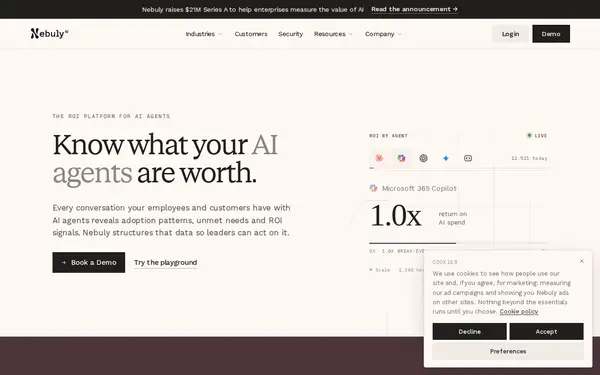 Nebuly raises $21M Series A to help enterprises measure the value of AI Read the announcement →
Nebuly
Industries Customers Security Resources Company
Login Demo
THE ROI PLATFORM FOR AI AGENTS
Know what your AI
agents are worth.
Every conversation your employees and customers have with
AI agents reveals adoption patterns, unmet needs and ROI
signals. Nebuly structures that data so leaders can act on it.
→ Book a Demo Try the playground
ROI BY AGENT LIVE
12.521 today
Microsoft 365 Copilot
1.0x return on
AI spend
0X 1.0X BREAK-EVE
Scale
COOKIES ×
We use cookies to see how people use our
site and, if you agree, for marketing: measuring
our ad campaigns and showing you Nebuly ads
on other sites. Nothing beyond the essentials
runs until you choose. Cookie policy
Decline Accept
Preferences